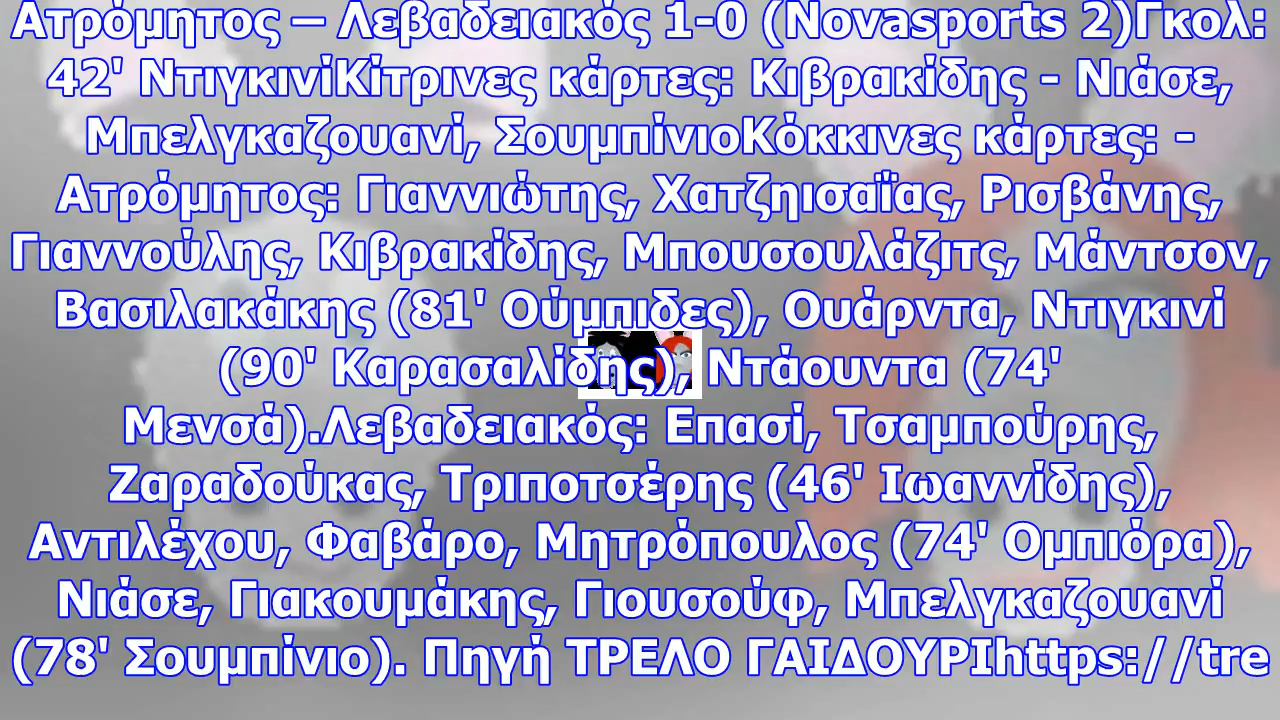 Ατρόμητος – Λεβαδειακός 1-0 (Novasports 2)Γκολ:
42' ΝτιγκινίΚίτρινες κάρτες: Κιβρακίδης - Νιάσε,
Μπελγκαζουανί, ΣουμπίνιοΚόκκινες κάρτες: -
Ατρόμητος: Γιαννιώτης, Χατζηισαΐας, Ρισβάνης,
Γιαννούλης, Κιβρακίδης, Μπουσουλάζιτς, Μάντσον,
Βασιλακάκης (81' Ούμπιδες), Ουάρντα, Ντιγκινί
(90' Καρασαλίδης), Ντάουντα (74'
Μενσά).Λεβαδειακός: Επασί, Τσαμπούρης,
Ζαραδούκας, Τριποτσέρης (46' Ιωαννίδης),
Αντιλέχου, Φαβάρο, Μητρόπουλος (74' Ομπιόρα),
Νιάσε, Γιακουμάκης, Γιουσούφ, Μπελγκαζουανί
(78' Σουμπίνιο). Πηγή ΤΡΕΛΟ ΓΑΙΔΟΥΡΙhttps://tre